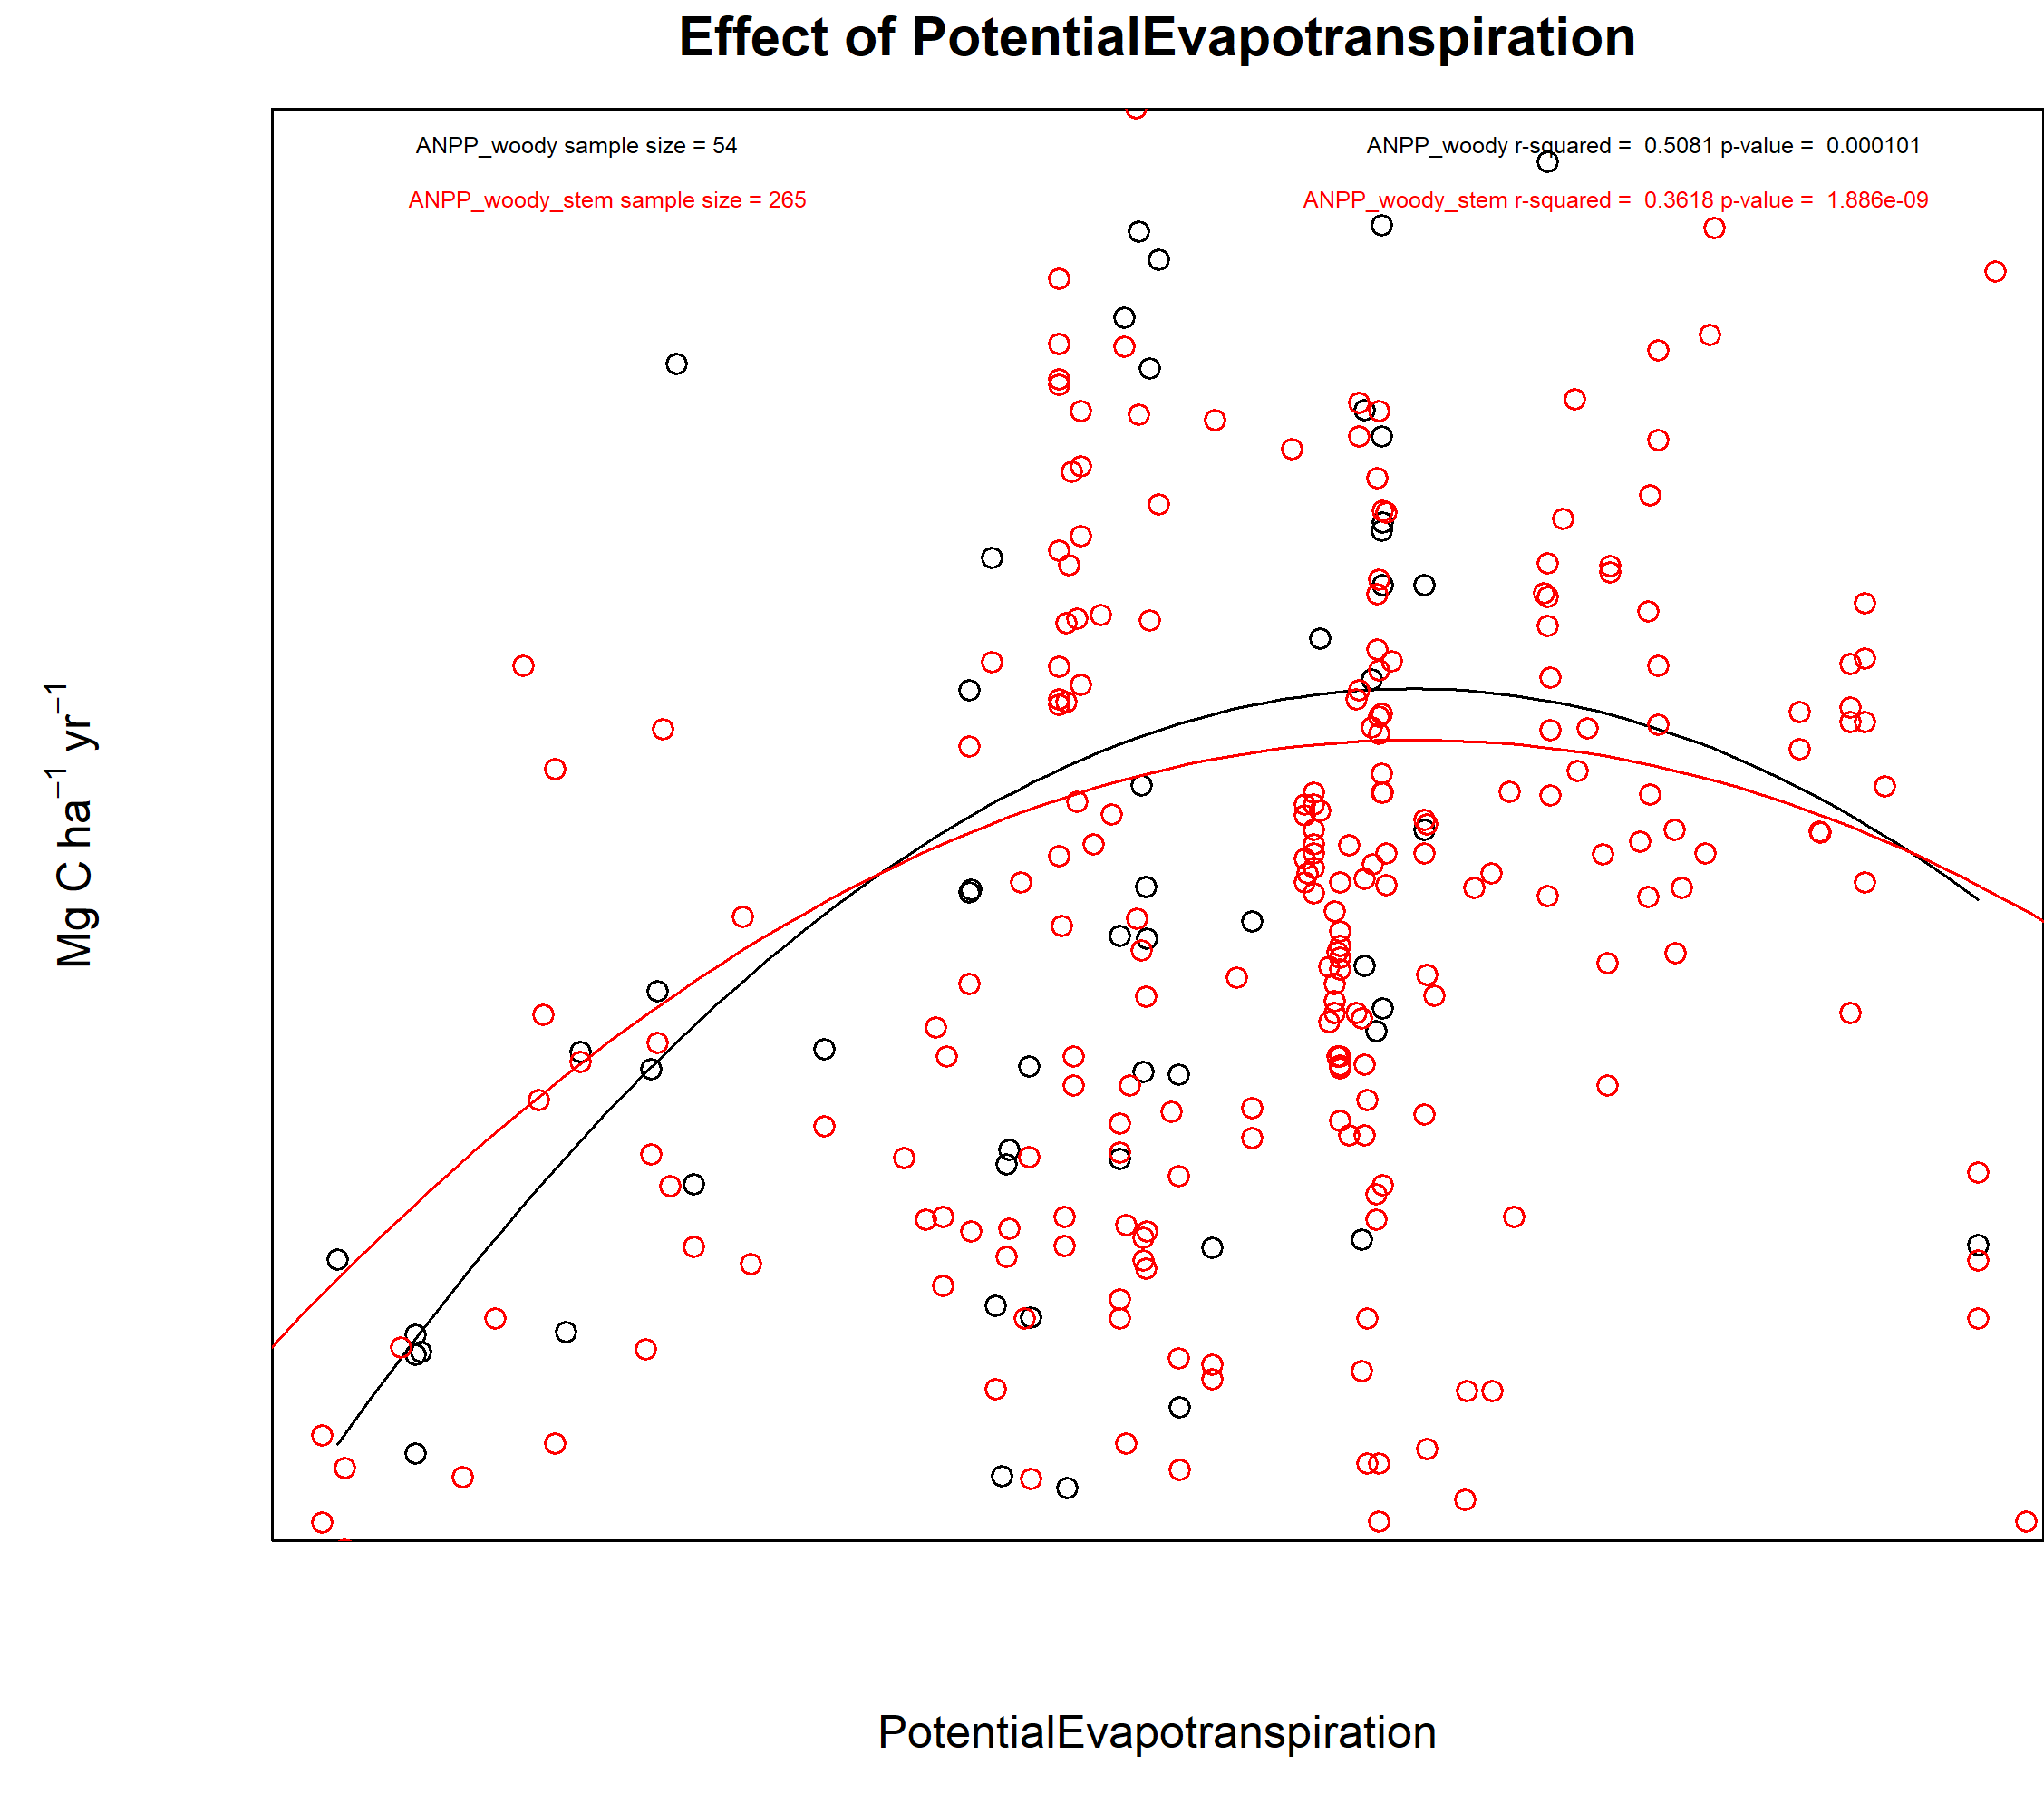 Effect of PotentialEvapotranspiration
ANPP_woody sample size = 54
ANPP_woody r-squared =  0.5081 p-value =  0.000101
ANPP_woody_stem sample size = 265
ANPP_woody_stem r-squared =  0.3618 p-value =  1.886e-09
Mg C ha⁻¹ yr⁻¹
PotentialEvapotranspiration